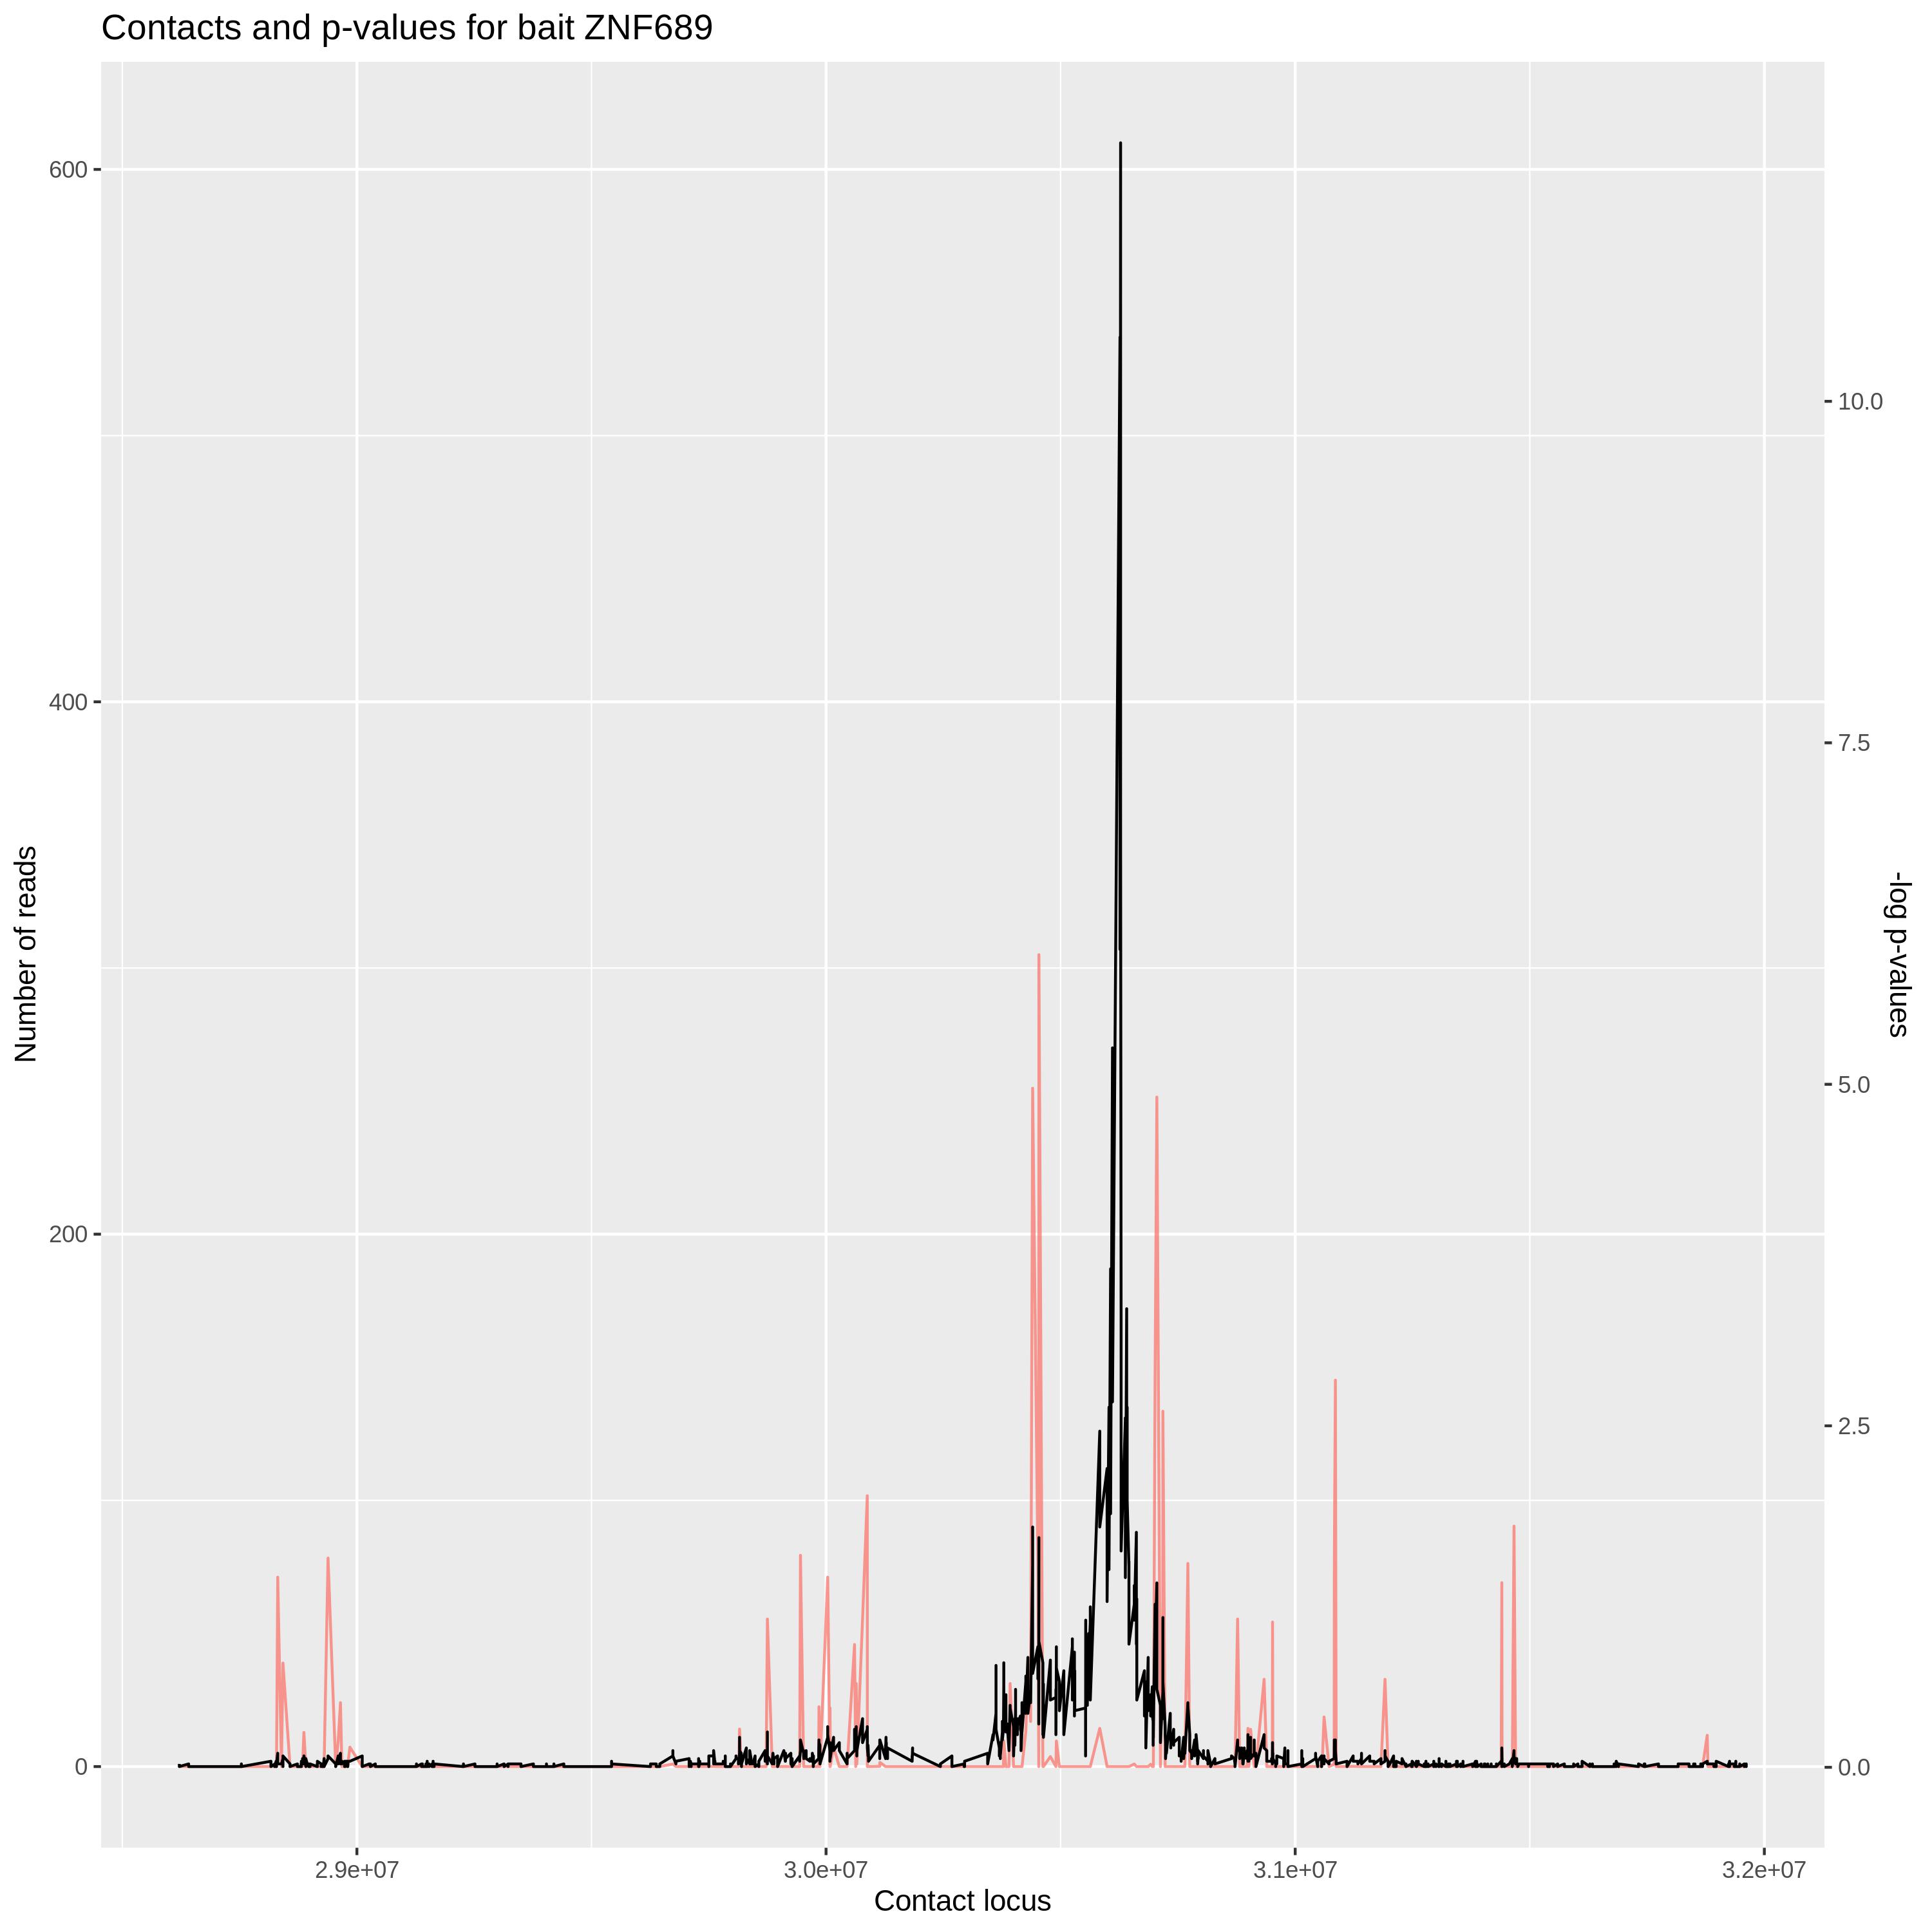 Contacts and p-values for bait ZNF689
600
400
200
0
Number of reads
10.0
7.5
5.0
2.5
0.0
-log p-values
2.9e+07
3.0e+07
3.1e+07
3.2e+07
Contact locus